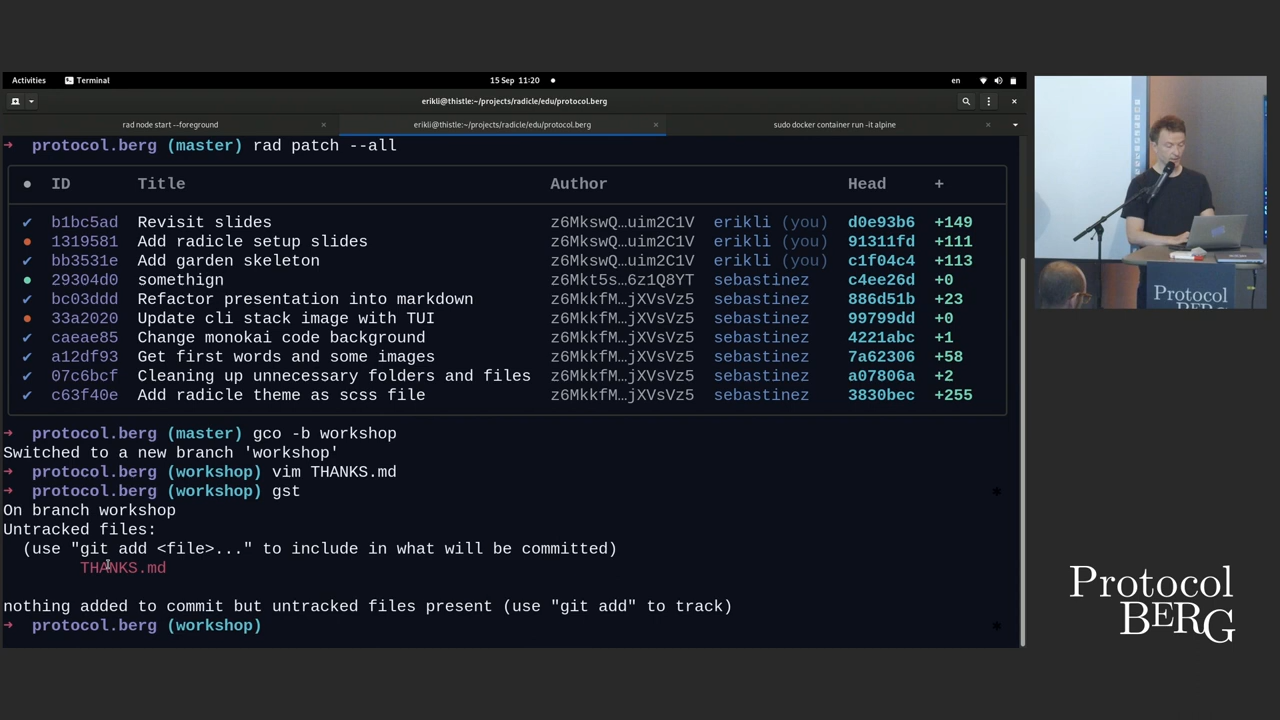 Activities Terminal 15 Sep 11:20 en
erikli@thistle:~/projects/radicle/edu/protocol.berg
rad node start --foreground erikli@thistle:~/projects/radicle/edu/protocol.berg sudo docker container run -it alpine
➜ protocol.berg (master) rad patch --all
● ID Title Author Head +
✔ b1bc5ad Revisit slides z6MkswQ…uim2C1V erikli (you) d0e93b6 +149
● 1319581 Add radicle setup slides z6MkswQ…uim2C1V erikli (you) 91311fd +111
✔ bb3531e Add garden skeleton z6MkswQ…uim2C1V erikli (you) c1f04c4 +113
● 29304d0 somethign z6Mkt5s…6z1Q8YT sebastinez c4ee26d +0
✔ bc03ddd Refactor presentation into markdown z6MkkfM…jXVsVz5 sebastinez 886d51b +23
● 33a2020 Update cli stack image with TUI z6MkkfM…jXVsVz5 sebastinez 99799dd +0
✔ caeae85 Change monokai code background z6MkkfM…jXVsVz5 sebastinez 4221abc +1
✔ a12df93 Get first words and some images z6MkkfM…jXVsVz5 sebastinez 7a62306 +58
✔ 07c6bcf Cleaning up unnecessary folders and files z6MkkfM…jXVsVz5 sebastinez a07806a +2
✔ c63f40e Add radicle theme as scss file z6MkkfM…jXVsVz5 sebastinez 3830bec +255
➜ protocol.berg (master) gco -b workshop
Switched to a new branch 'workshop'
➜ protocol.berg (workshop) vim THANKS.md
➜ protocol.berg (workshop) gst
On branch workshop
Untracked files:
(use "git add <file>..." to include in what will be committed)
THANKS.md
nothing added to commit but untracked files present (use "git add" to track)
➜ protocol.berg (workshop)
Protocol
BERG
Protocol
BERG